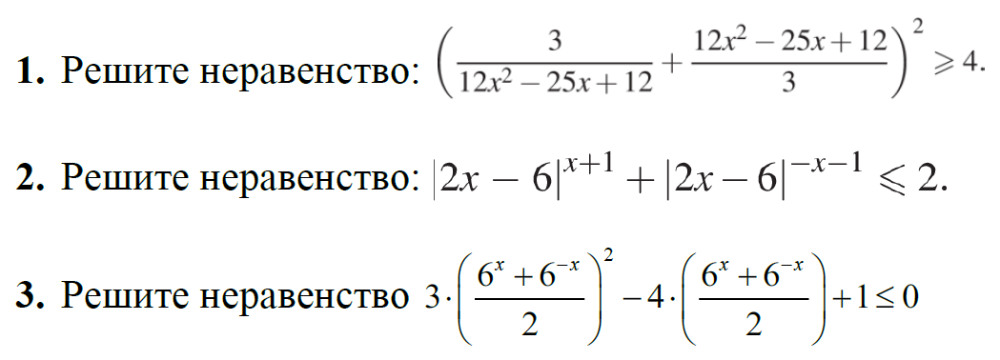 1. Решите неравенство: (3/(12x² − 25x + 12) + (12x² − 25x + 12)/3)² ⩾ 4.
2. Решите неравенство: |2x − 6|^(x+1) + |2x − 6|^(−x−1) ⩽ 2.
3. Решите неравенство 3·((6^x + 6^(−x))/2)² − 4·((6^x + 6^(−x))/2) + 1 ≤ 0